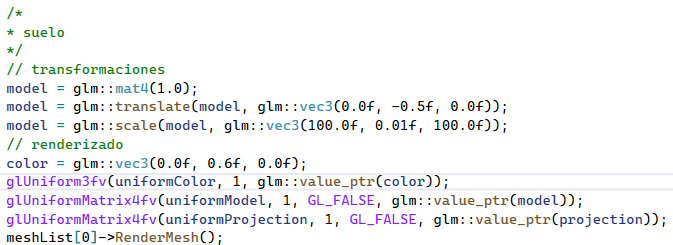 /*
* suelo
*/
// transformaciones
model = glm::mat4(1.0);
model = glm::translate(model, glm::vec3(0.0f, -0.5f, 0.0f));
model = glm::scale(model, glm::vec3(100.0f, 0.01f, 100.0f));
// renderizado
color = glm::vec3(0.0f, 0.6f, 0.0f);
glUniform3fv(uniformColor, 1, glm::value_ptr(color));
glUniformMatrix4fv(uniformModel, 1, GL_FALSE, glm::value_ptr(model));
glUniformMatrix4fv(uniformProjection, 1, GL_FALSE, glm::value_ptr(projection));
meshList[0]->RenderMesh();